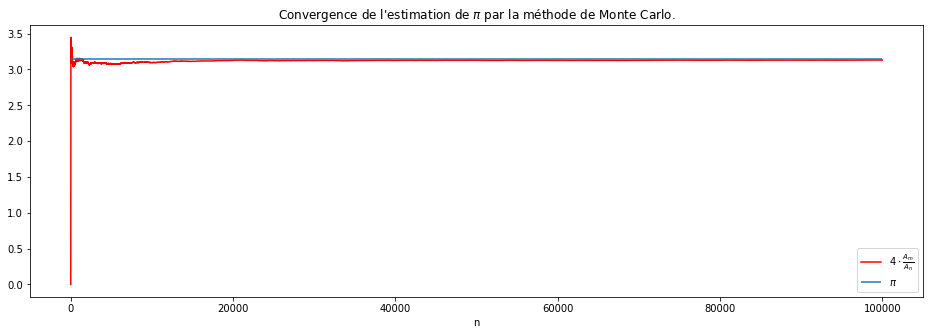 Convergence de l'estimation de π par la méthode de Monte Carlo.
3.5
3.0
2.5
2.0
1.5
1.0
0.5
0.0
4 · A_m/A_n
π
0 20000 40000 60000 80000 100000
n